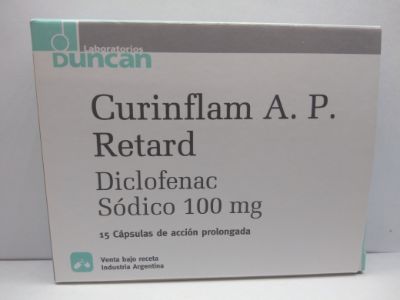 Laboratorios
Duncan
Curinflam A. P.
Retard
Diclofenac
Sódico 100 mg
15 Cápsulas de acción prolongada
Venta bajo receta
Industria Argentina